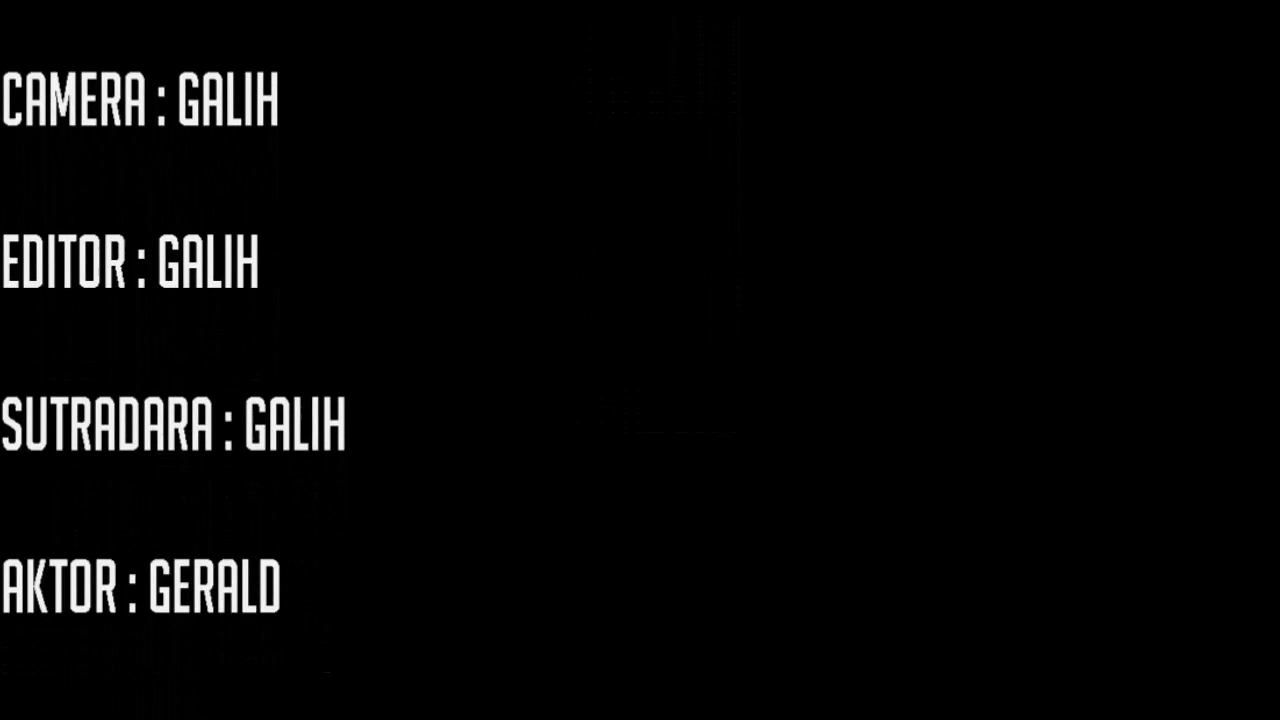 CAMERA : GALIH
EDITOR : GALIH
SUTRADARA : GALIH
AKTOR : GERALD